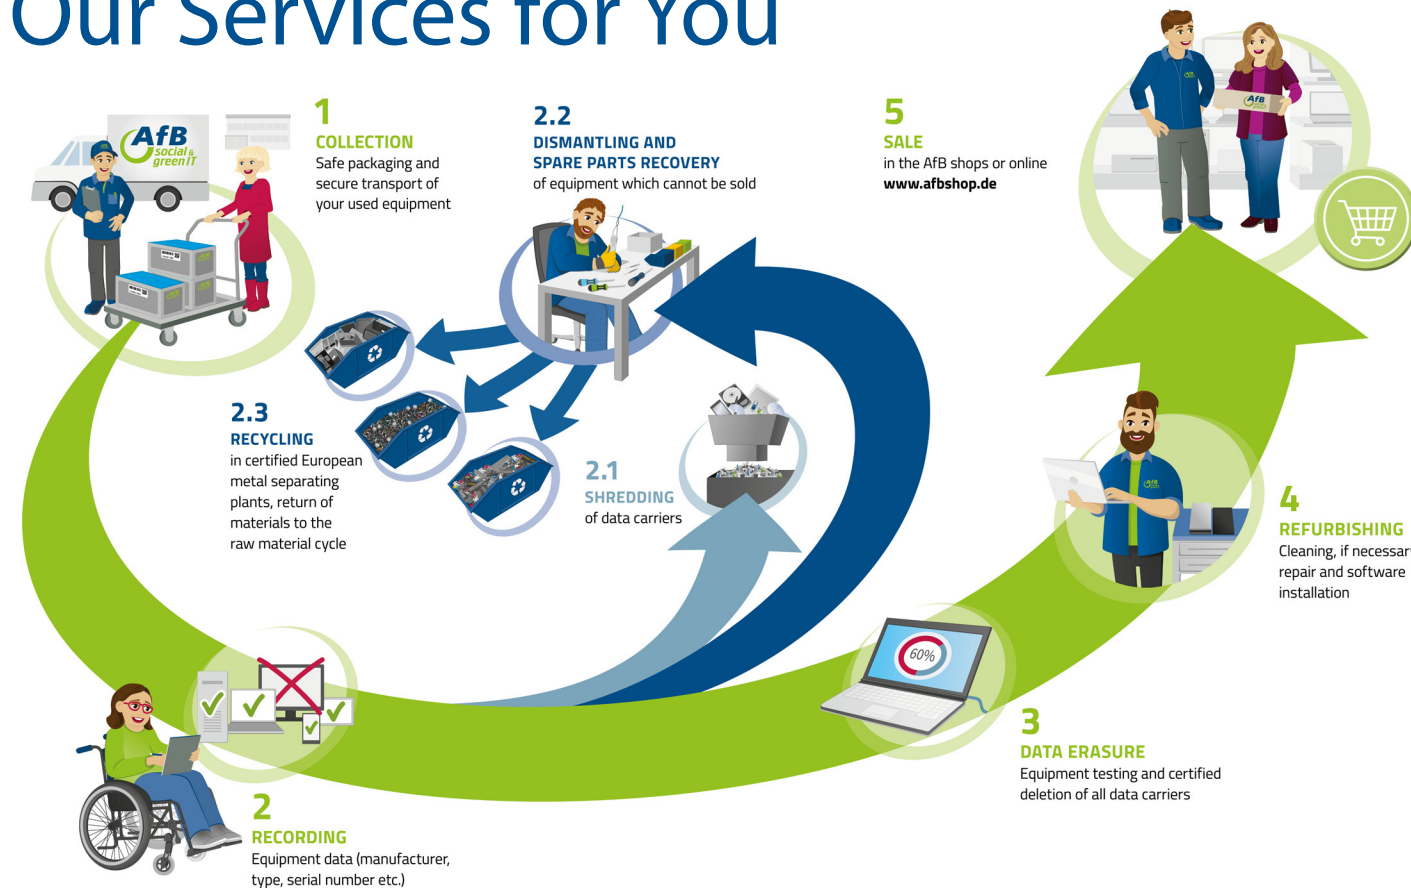 Our Services for You
AfB
social &
green IT
1
COLLECTION
Safe packaging and
secure transport of
your used equipment
2.2
DISMANTLING AND
SPARE PARTS RECOVERY
of equipment which cannot be sold
5
SALE
in the AfB shops or online
www.afbshop.de
AfB
2.3
RECYCLING
in certified European
metal separating
plants, return of
materials to the
raw material cycle
2.1
SHREDDING
of data carriers
AfB
4
REFURBISHING
Cleaning, if necessary
repair and software
installation
60%
3
DATA ERASURE
Equipment testing and certified
deletion of all data carriers
2
RECORDING
Equipment data (manufacturer,
type, serial number etc.)